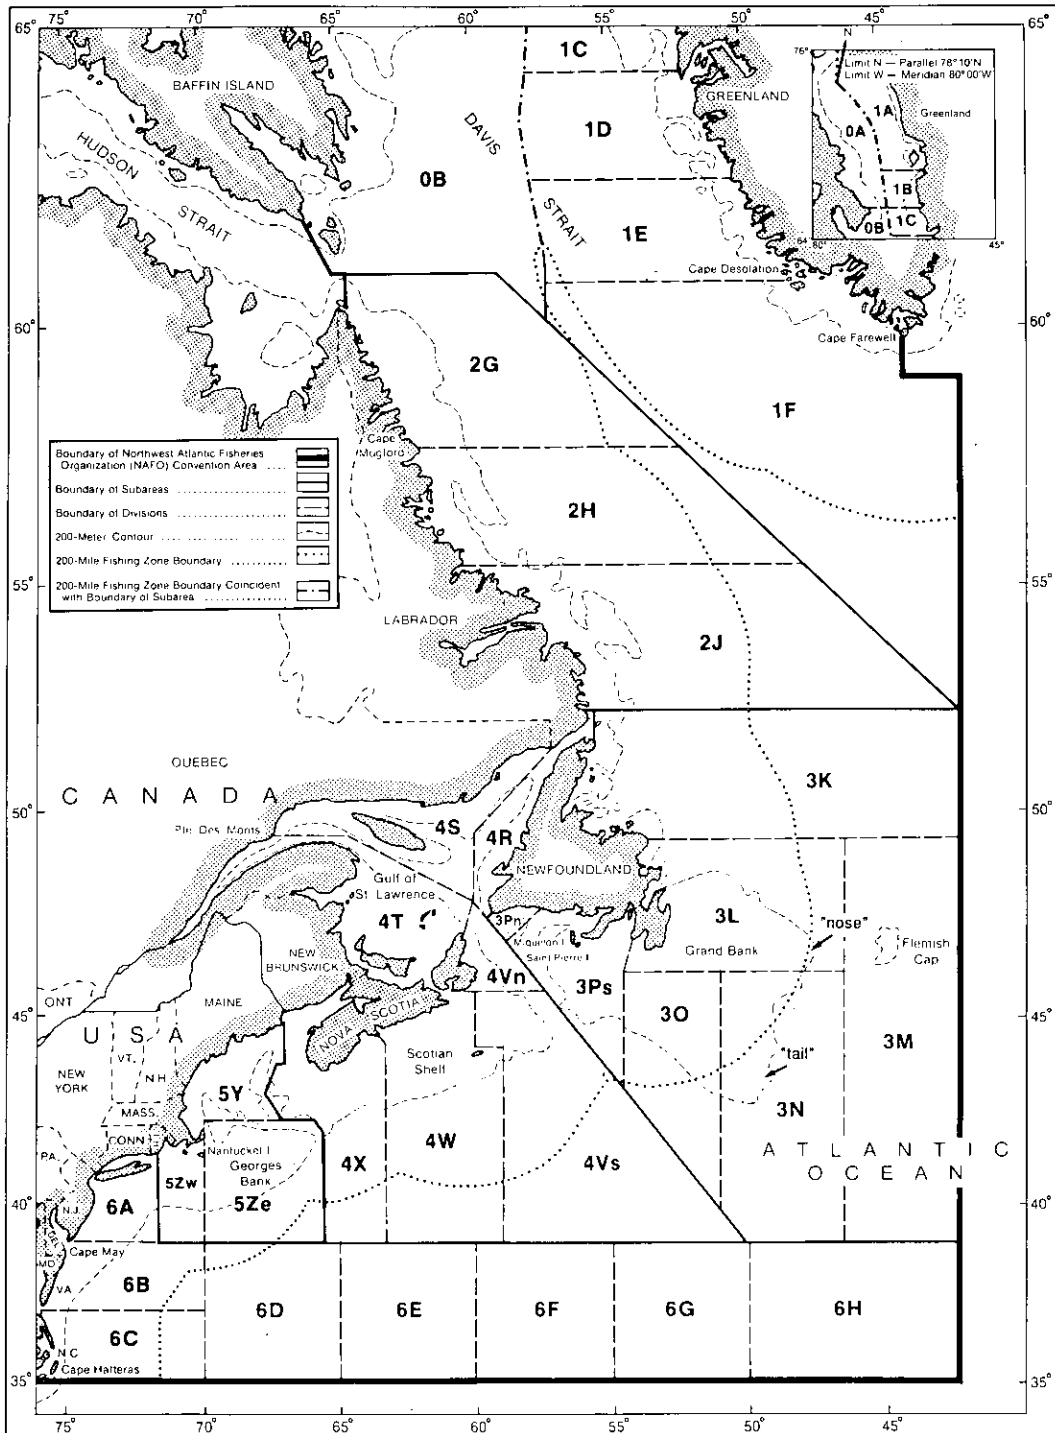 75° 70° 65° 60° 55° 50° 45°
65° 65°
1C
N
76°
Limit N — Parallel 78°10'N
Limit W — Meridian 80°00'W
BAFFIN ISLAND
GREENLAND
1A
Greenland
0A
DAVIS
1D
HUDSON
0B
1B
STRAIT
STRAIT
1E
0B
1C
64
80°
45°
Cape Desolation
60°
60°
Cape Farewell
2G
1F
Cape
Muglord
Boundary of Northwest Atlantic Fisheries
Organization (NAFO) Convention Area
Boundary of Subareas
Boundary of Divisions
200-Meter Contour
200-Mile Fishing Zone Boundary
200-Mile Fishing Zone Boundary Coincident
with Boundary of Subarea
2H
55°
55°
LABRADOR
2J
QUEBEC
CANADA
3K
50°
50°
Pte. Des Monts
4S
4R
NEWFOUNDLAND
Gulf of
St. Lawrence
4T
3Pn
3L
"nose"
Miquelon I
Saint Pierre I
Grand Bank
Flemish
Cap
NEW
BRUNSWICK
4Vn
3Ps
ONT
MAINE
3O
45°
45°
USA
NOVA SCOTIA
3M
VT.
Scotian
Shelf
"tail"
NEW
YORK
N.H.
5Y
3N
MASS.
CONN
4W
ATLANTIC
OCEAN
PA.
Nantucket I
Georges
Bank
4X
4Vs
5Zw
5Ze
40°
40°
N.J.
6A
Cape May
DEL
MD.
VA.
6B
6D
6E
6F
6G
6H
6C
N.C.
Cape Hatteras
35°
35°
75° 70° 65° 60° 55° 50° 45° 40°